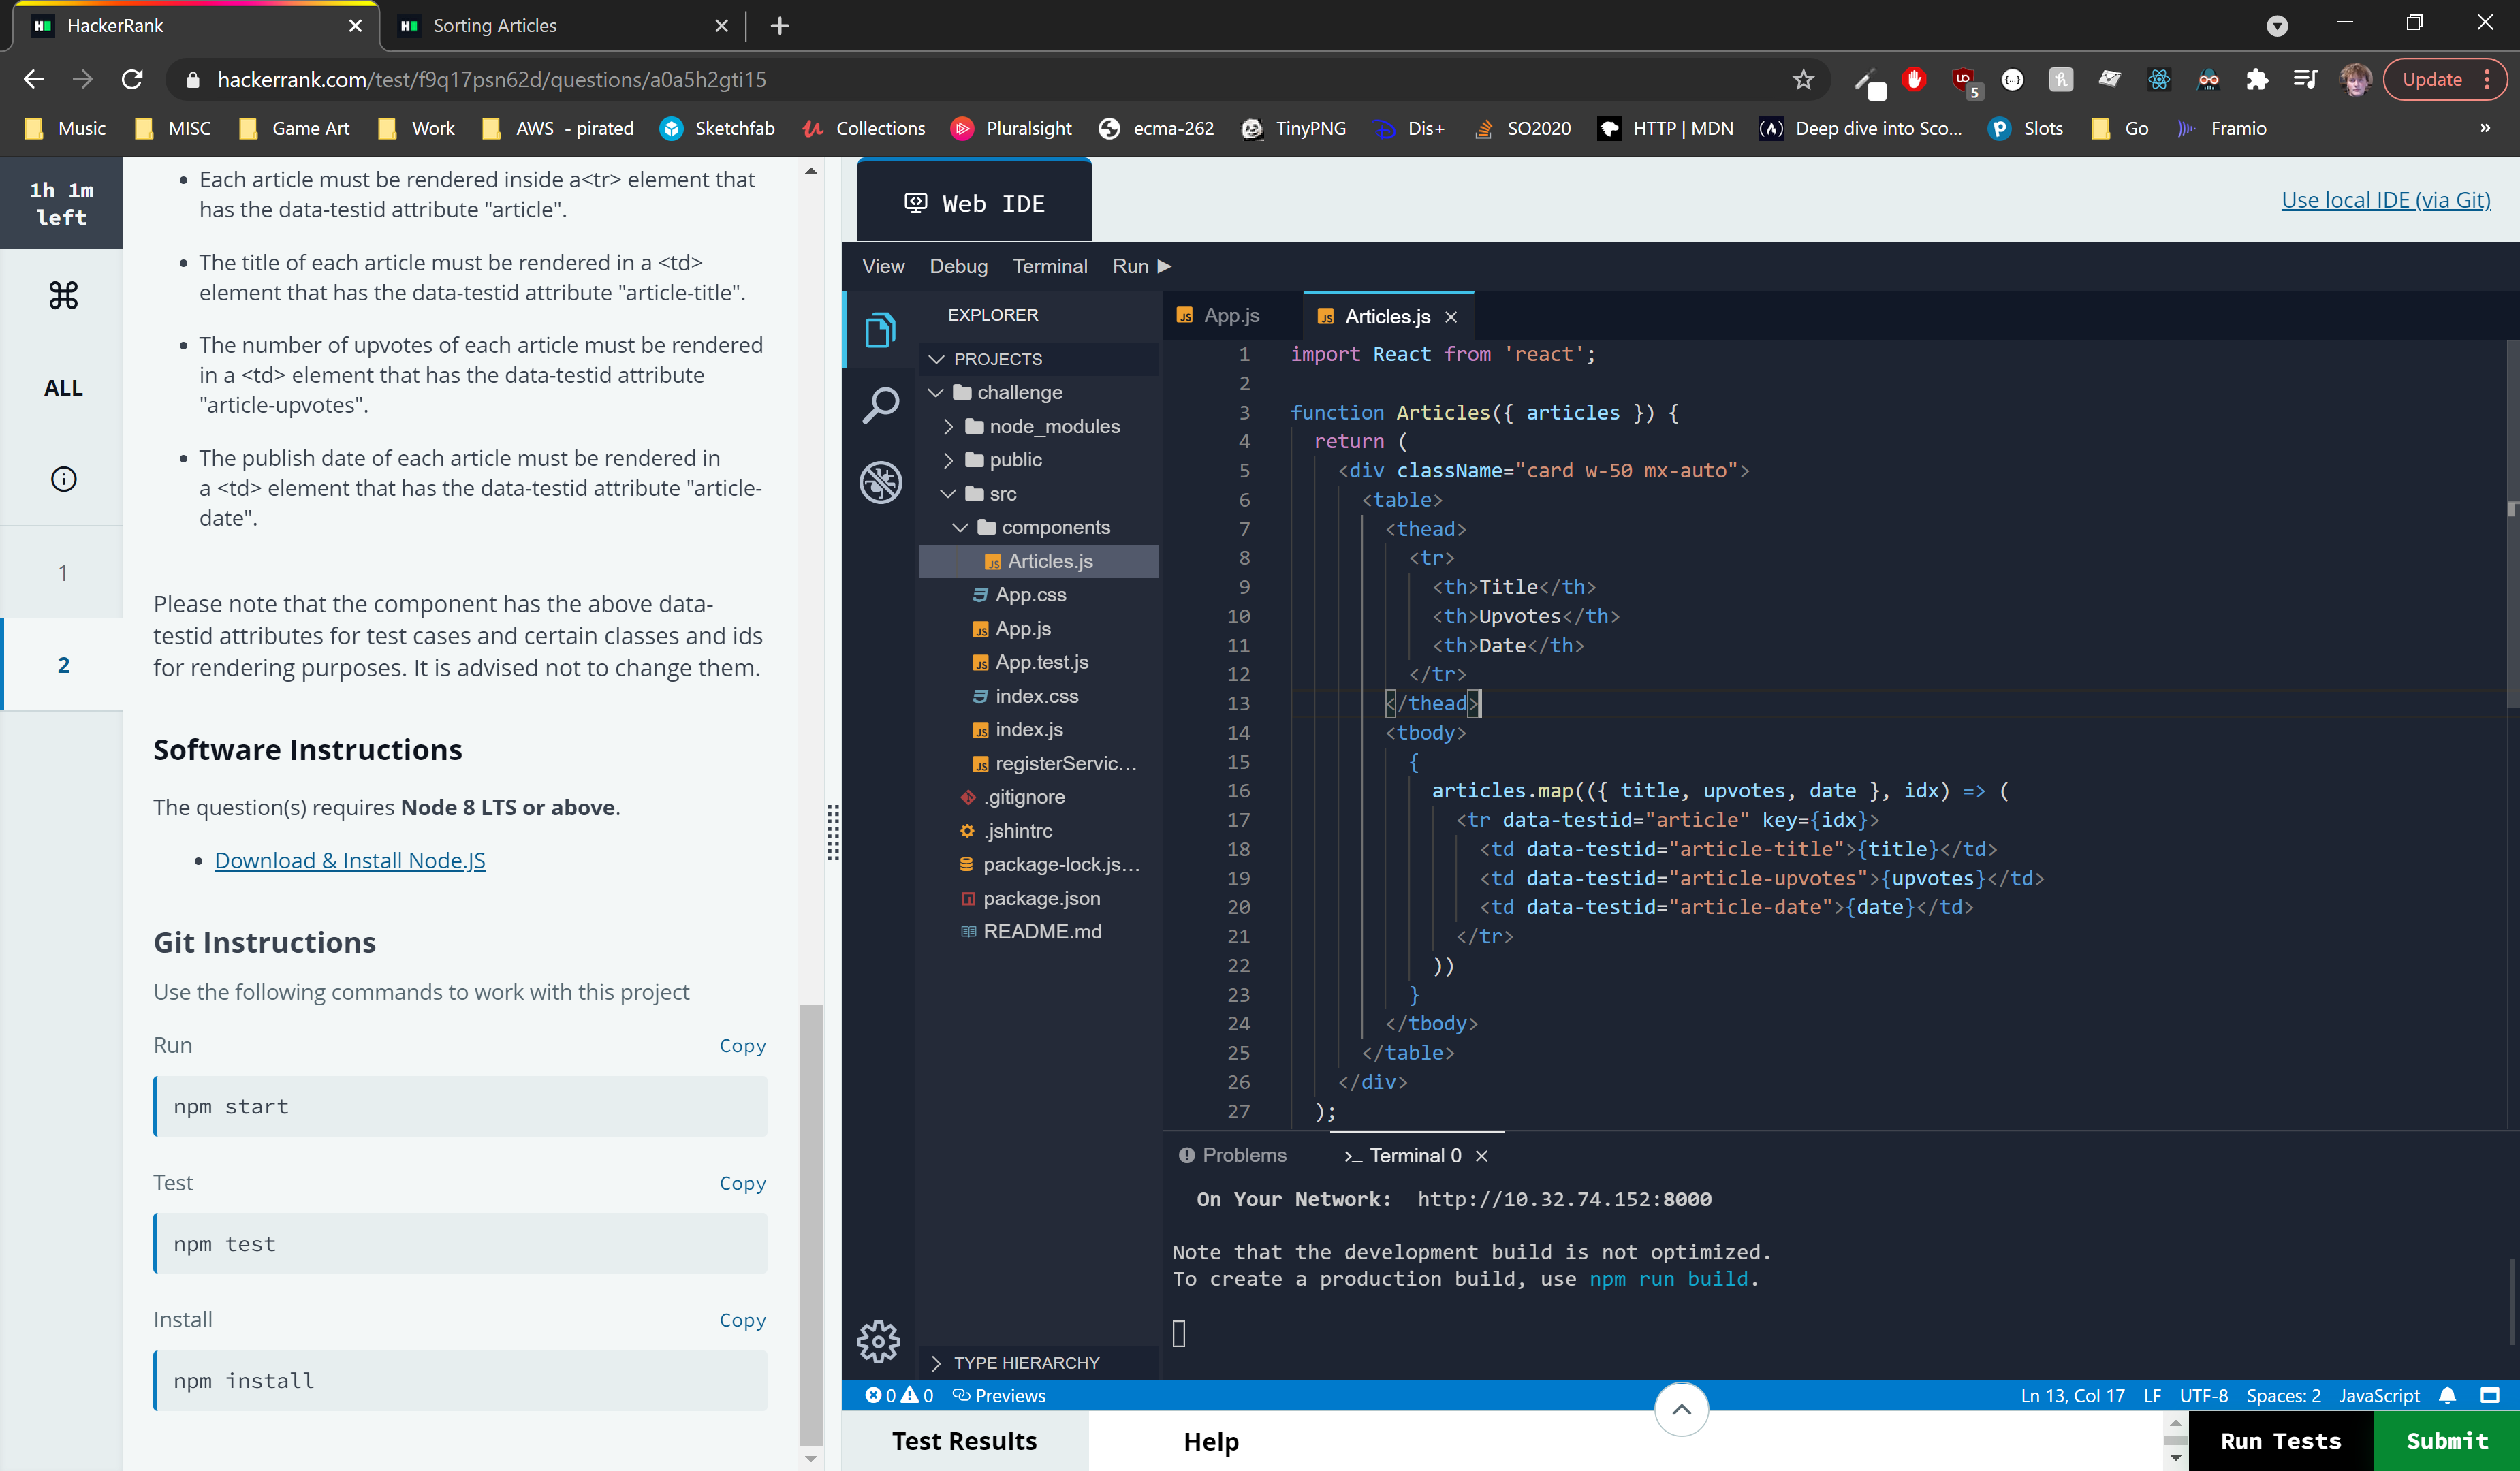 HackerRank
Sorting Articles
hackerrank.com/test/f9q17psn62d/questions/a0a5h2gti15
5
Update
Music
MISC
Game Art
Work
AWS - pirated
Sketchfab
Collections
Pluralsight
ecma-262
TinyPNG
Dis+
SO2020
HTTP | MDN
Deep dive into Sco...
Slots
Go
Framio
»
1h 1m
left
ALL
1
2
• Each article must be rendered inside a<tr> element that
has the data-testid attribute "article".
• The title of each article must be rendered in a <td>
element that has the data-testid attribute "article-title".
• The number of upvotes of each article must be rendered
in a <td> element that has the data-testid attribute
"article-upvotes".
• The publish date of each article must be rendered in
a <td> element that has the data-testid attribute "article-
date".
Please note that the component has the above data-
testid attributes for test cases and certain classes and ids
for rendering purposes. It is advised not to change them.
Software Instructions
The question(s) requires Node 8 LTS or above.
• Download & Install Node.JS
Git Instructions
Use the following commands to work with this project
Run
Copy
npm start
Test
Copy
npm test
Install
Copy
npm install
Web IDE
Use local IDE (via Git)
View
Debug
Terminal
Run
EXPLORER
PROJECTS
challenge
node_modules
public
src
components
Articles.js
App.css
App.js
App.test.js
index.css
index.js
registerServic...
.gitignore
.jshintrc
package-lock.js...
package.json
README.md
TYPE HIERARCHY
App.js
Articles.js
1 import React from 'react';
2
3 function Articles({ articles }) {
4 return (
5 <div className="card w-50 mx-auto">
6 <table>
7 <thead>
8 <tr>
9 <th>Title</th>
10 <th>Upvotes</th>
11 <th>Date</th>
12 </tr>
13 </thead>
14 <tbody>
15 {
16 articles.map(({ title, upvotes, date }, idx) => (
17 <tr data-testid="article" key={idx}>
18 <td data-testid="article-title">{title}</td>
19 <td data-testid="article-upvotes">{upvotes}</td>
20 <td data-testid="article-date">{date}</td>
21 </tr>
22 ))
23 }
24 </tbody>
25 </table>
26 </div>
27 );
Problems
>_ Terminal 0
On Your Network: http://10.32.74.152:8000
Note that the development build is not optimized.
To create a production build, use npm run build.
0
0
Previews
Ln 13, Col 17
LF
UTF-8
Spaces: 2
JavaScript
Test Results
Help
Run Tests
Submit